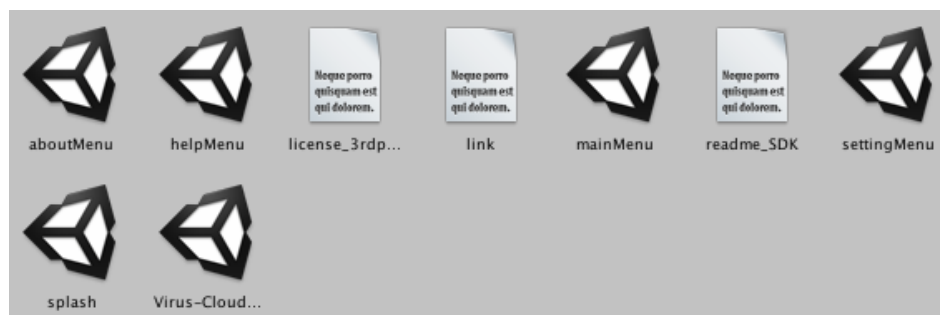 Neque porro
quisquam est
qui dolorem.
Neque porro
quisquam est
qui dolorem.
Neque porro
quisquam est
qui dolorem.
aboutMenu helpMenu license_3rdp... link mainMenu readme_SDK settingMenu
splash Virus-Cloud...